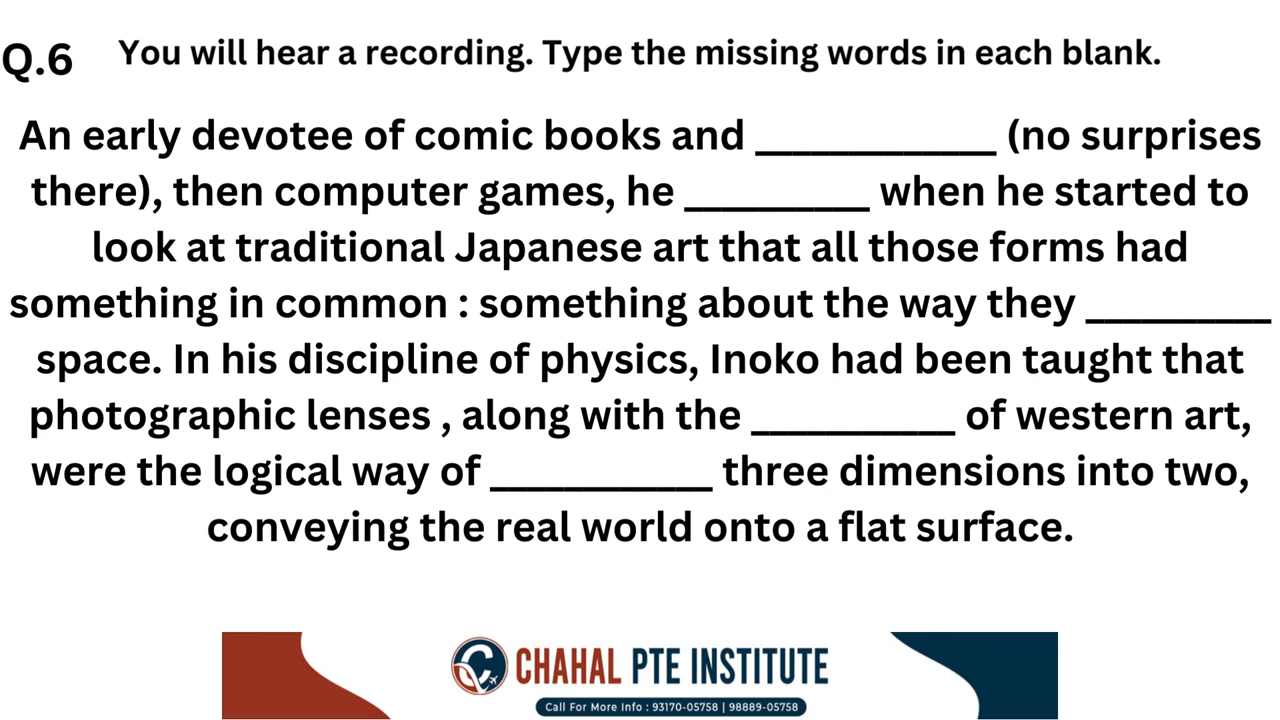 Q.6 You will hear a recording. Type the missing words in each blank.
An early devotee of comic books and _____________ (no surprises
there), then computer games, he __________ when he started to
look at traditional Japanese art that all those forms had
something in common : something about the way they __________
space. In his discipline of physics, Inoko had been taught that
photographic lenses , along with the ___________ of western art,
were the logical way of ____________ three dimensions into two,
conveying the real world onto a flat surface.
CHAHAL PTE INSTITUTE
Call For More Info : 93170-05758 | 98889-05758